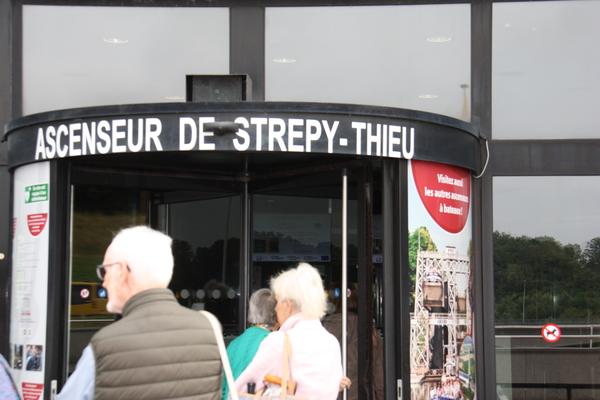 ASCENSEUR DE STREPY-THIEU
Visitez aussi
les autres ascenseurs
à bateaux!